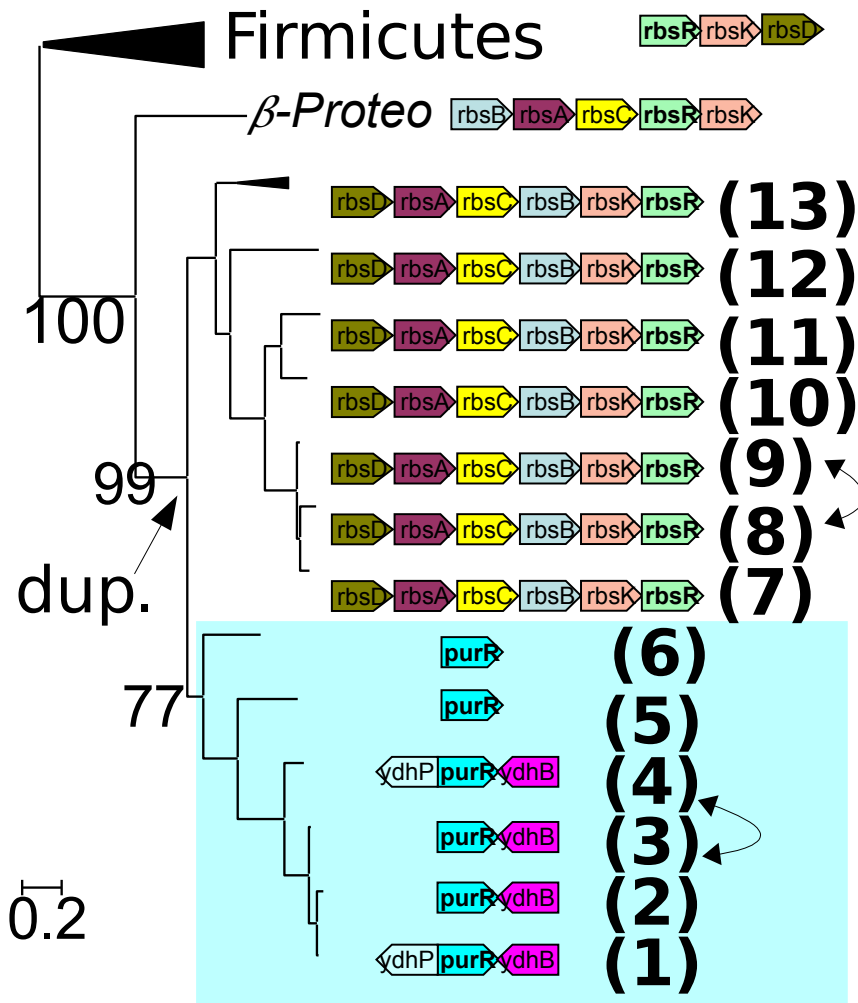 Firmicutes rbsR rbsK rbsD
β-Proteo rbsB rbsA rbsC rbsR rbsK
rbsD rbsA rbsC rbsB rbsK rbsR (13)
rbsD rbsA rbsC rbsB rbsK rbsR (12)
100
rbsD rbsA rbsC rbsB rbsK rbsR (11)
rbsD rbsA rbsC rbsB rbsK rbsR (10)
99 rbsD rbsA rbsC rbsB rbsK rbsR (9)
rbsD rbsA rbsC rbsB rbsK rbsR (8)
dup. rbsD rbsA rbsC rbsB rbsK rbsR (7)
purR (6)
77 purR (5)
ydhP purR ydhB (4)
purR ydhB (3)
0.2 purR ydhB (2)
ydhP purR ydhB (1)